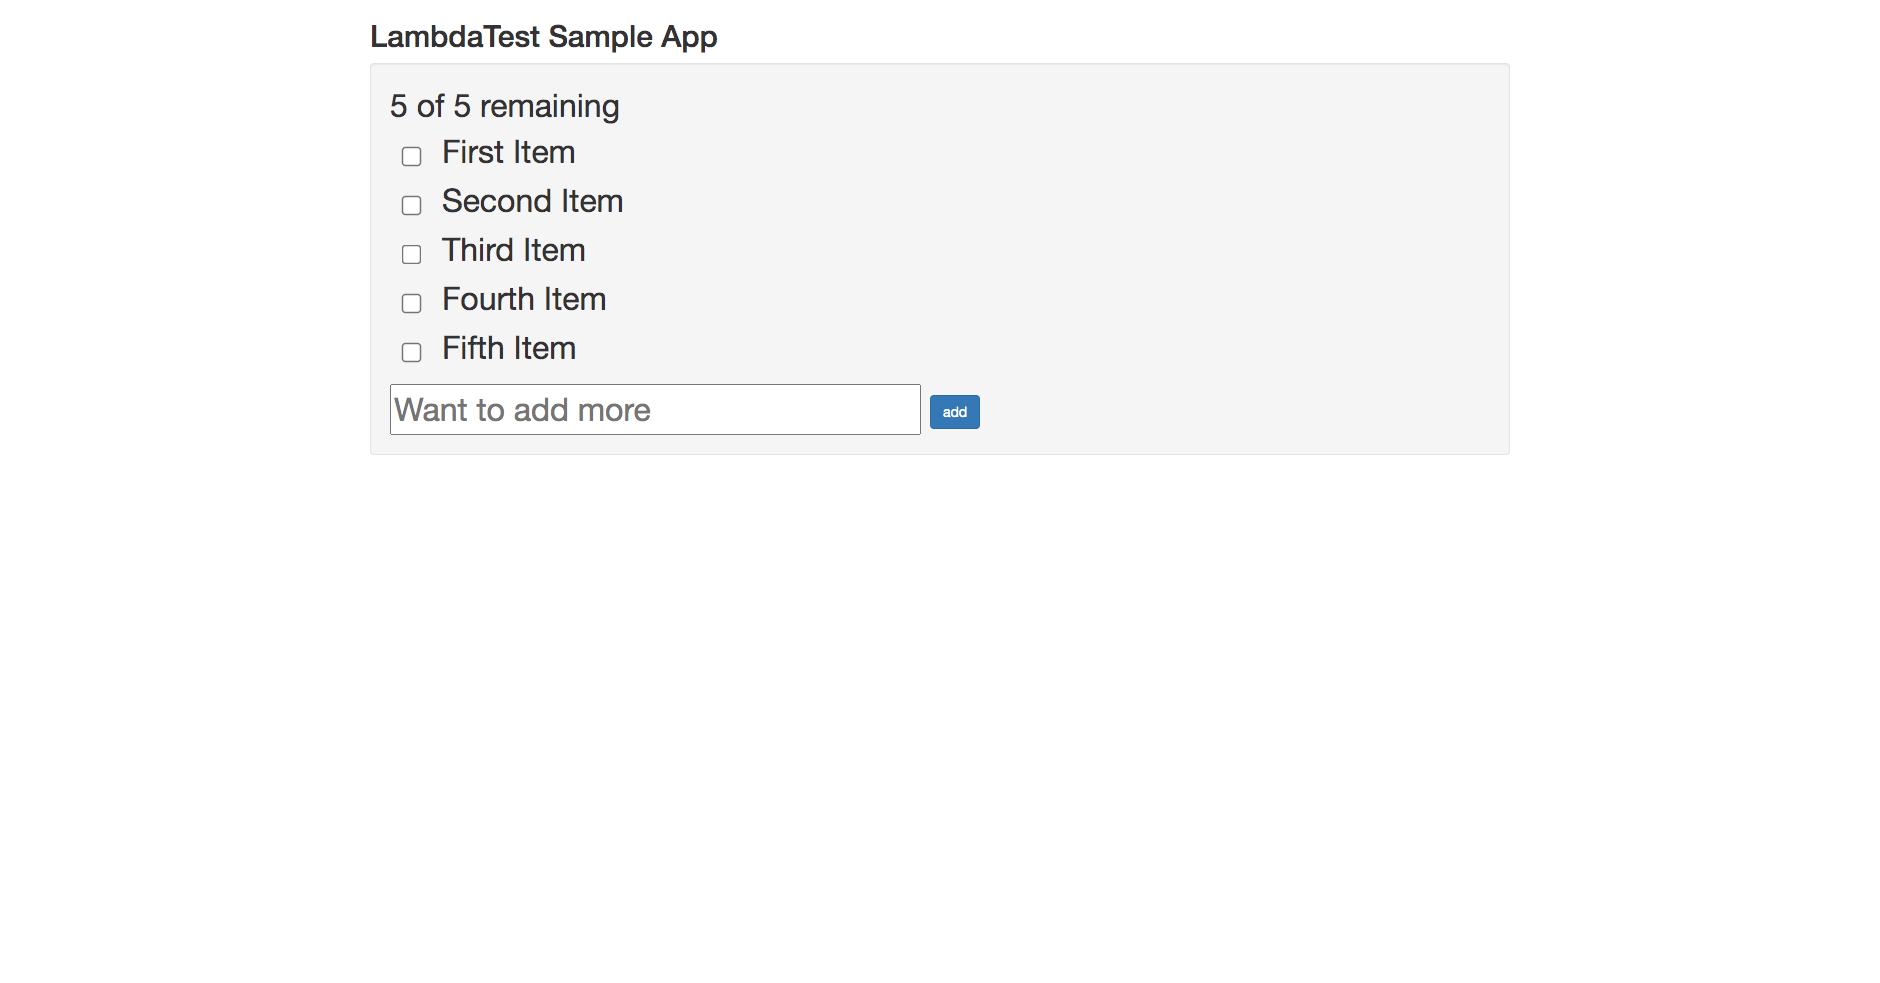 LambdaTest Sample App
5 of 5 remaining
First Item
Second Item
Third Item
Fourth Item
Fifth Item
Want to add more add